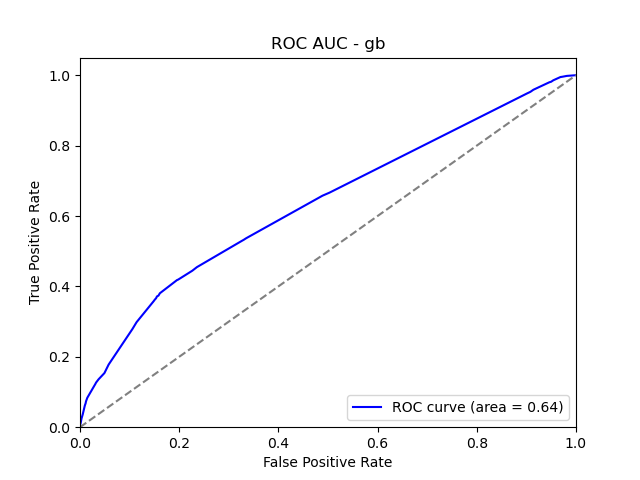 ROC AUC - gb
True Positive Rate
1.0
0.8
0.6
0.4
0.2
0.0
ROC curve (area = 0.64)
0.0 0.2 0.4 0.6 0.8 1.0
False Positive Rate